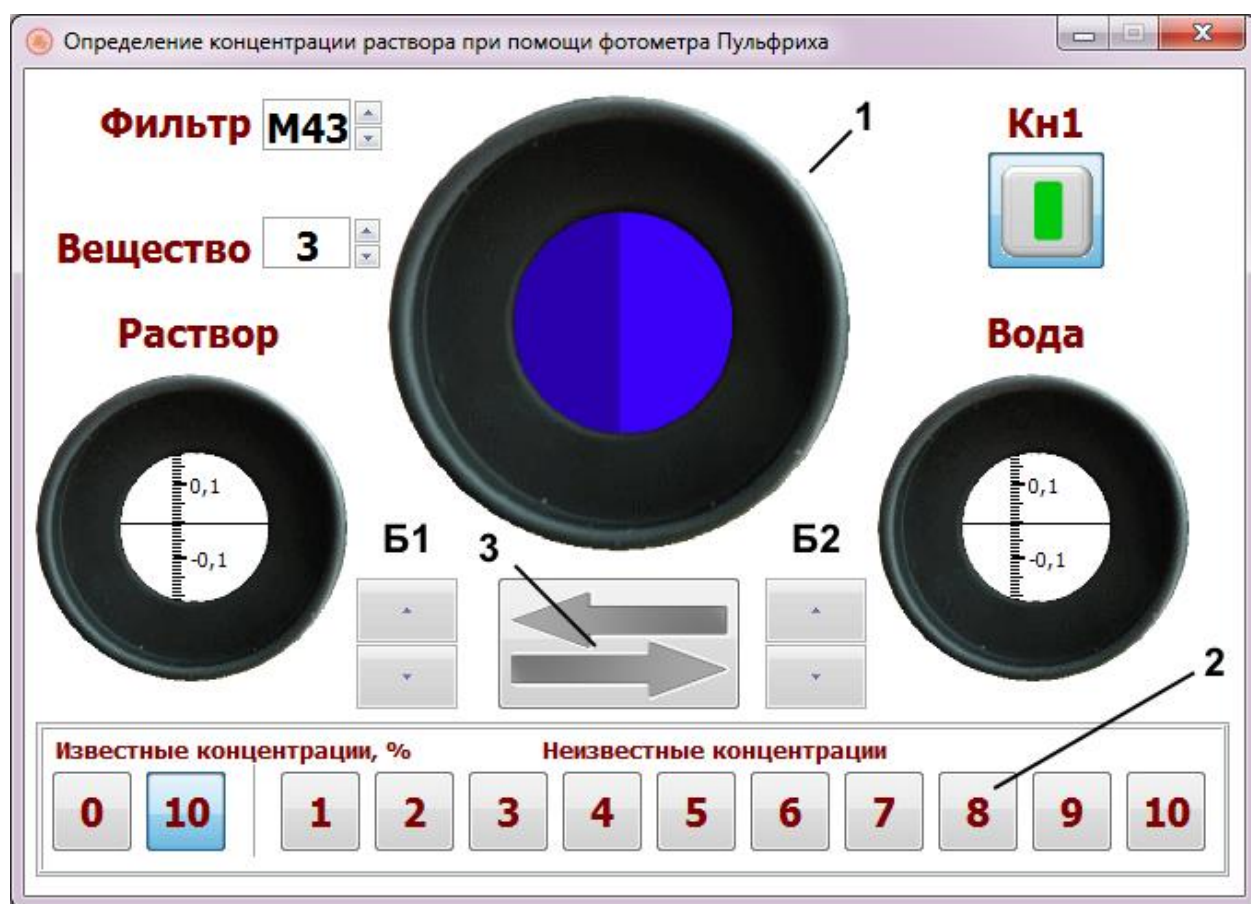 Определение концентрации раствора при помощи фотометра Пульфриха
Фильтр М43
1
Кн1
Вещество 3
Раствор
Вода
0,1
-0,1
0,1
-0,1
Б1
3
Б2
2
Известные концентрации, %
Неизвестные концентрации
0 10 1 2 3 4 5 6 7 8 9 10